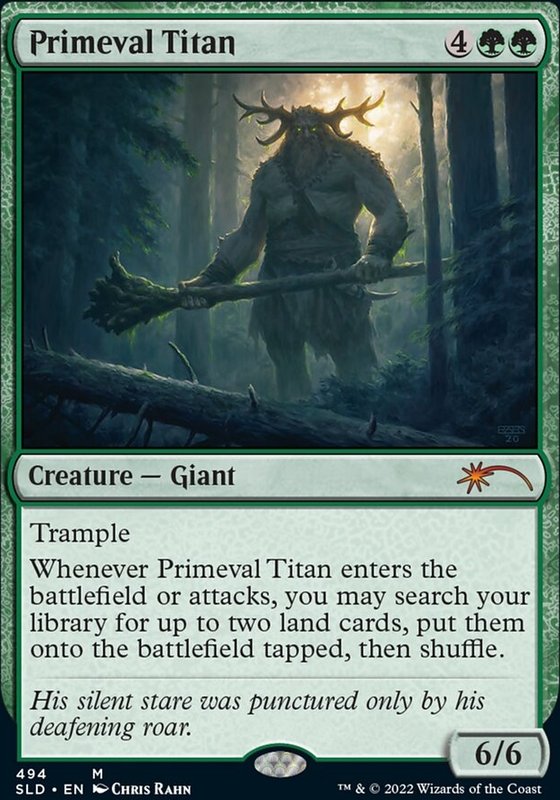 Primeval Titan 4
Creature — Giant
Trample
Whenever Primeval Titan enters the
battlefield or attacks, you may search your
library for up to two land cards, put them
onto the battlefield tapped, then shuffle.
His silent stare was punctured only by his
deafening roar.
6/6
494 M
SLD • EN Chris Rahn
™ & © 2022 Wizards of the Coast